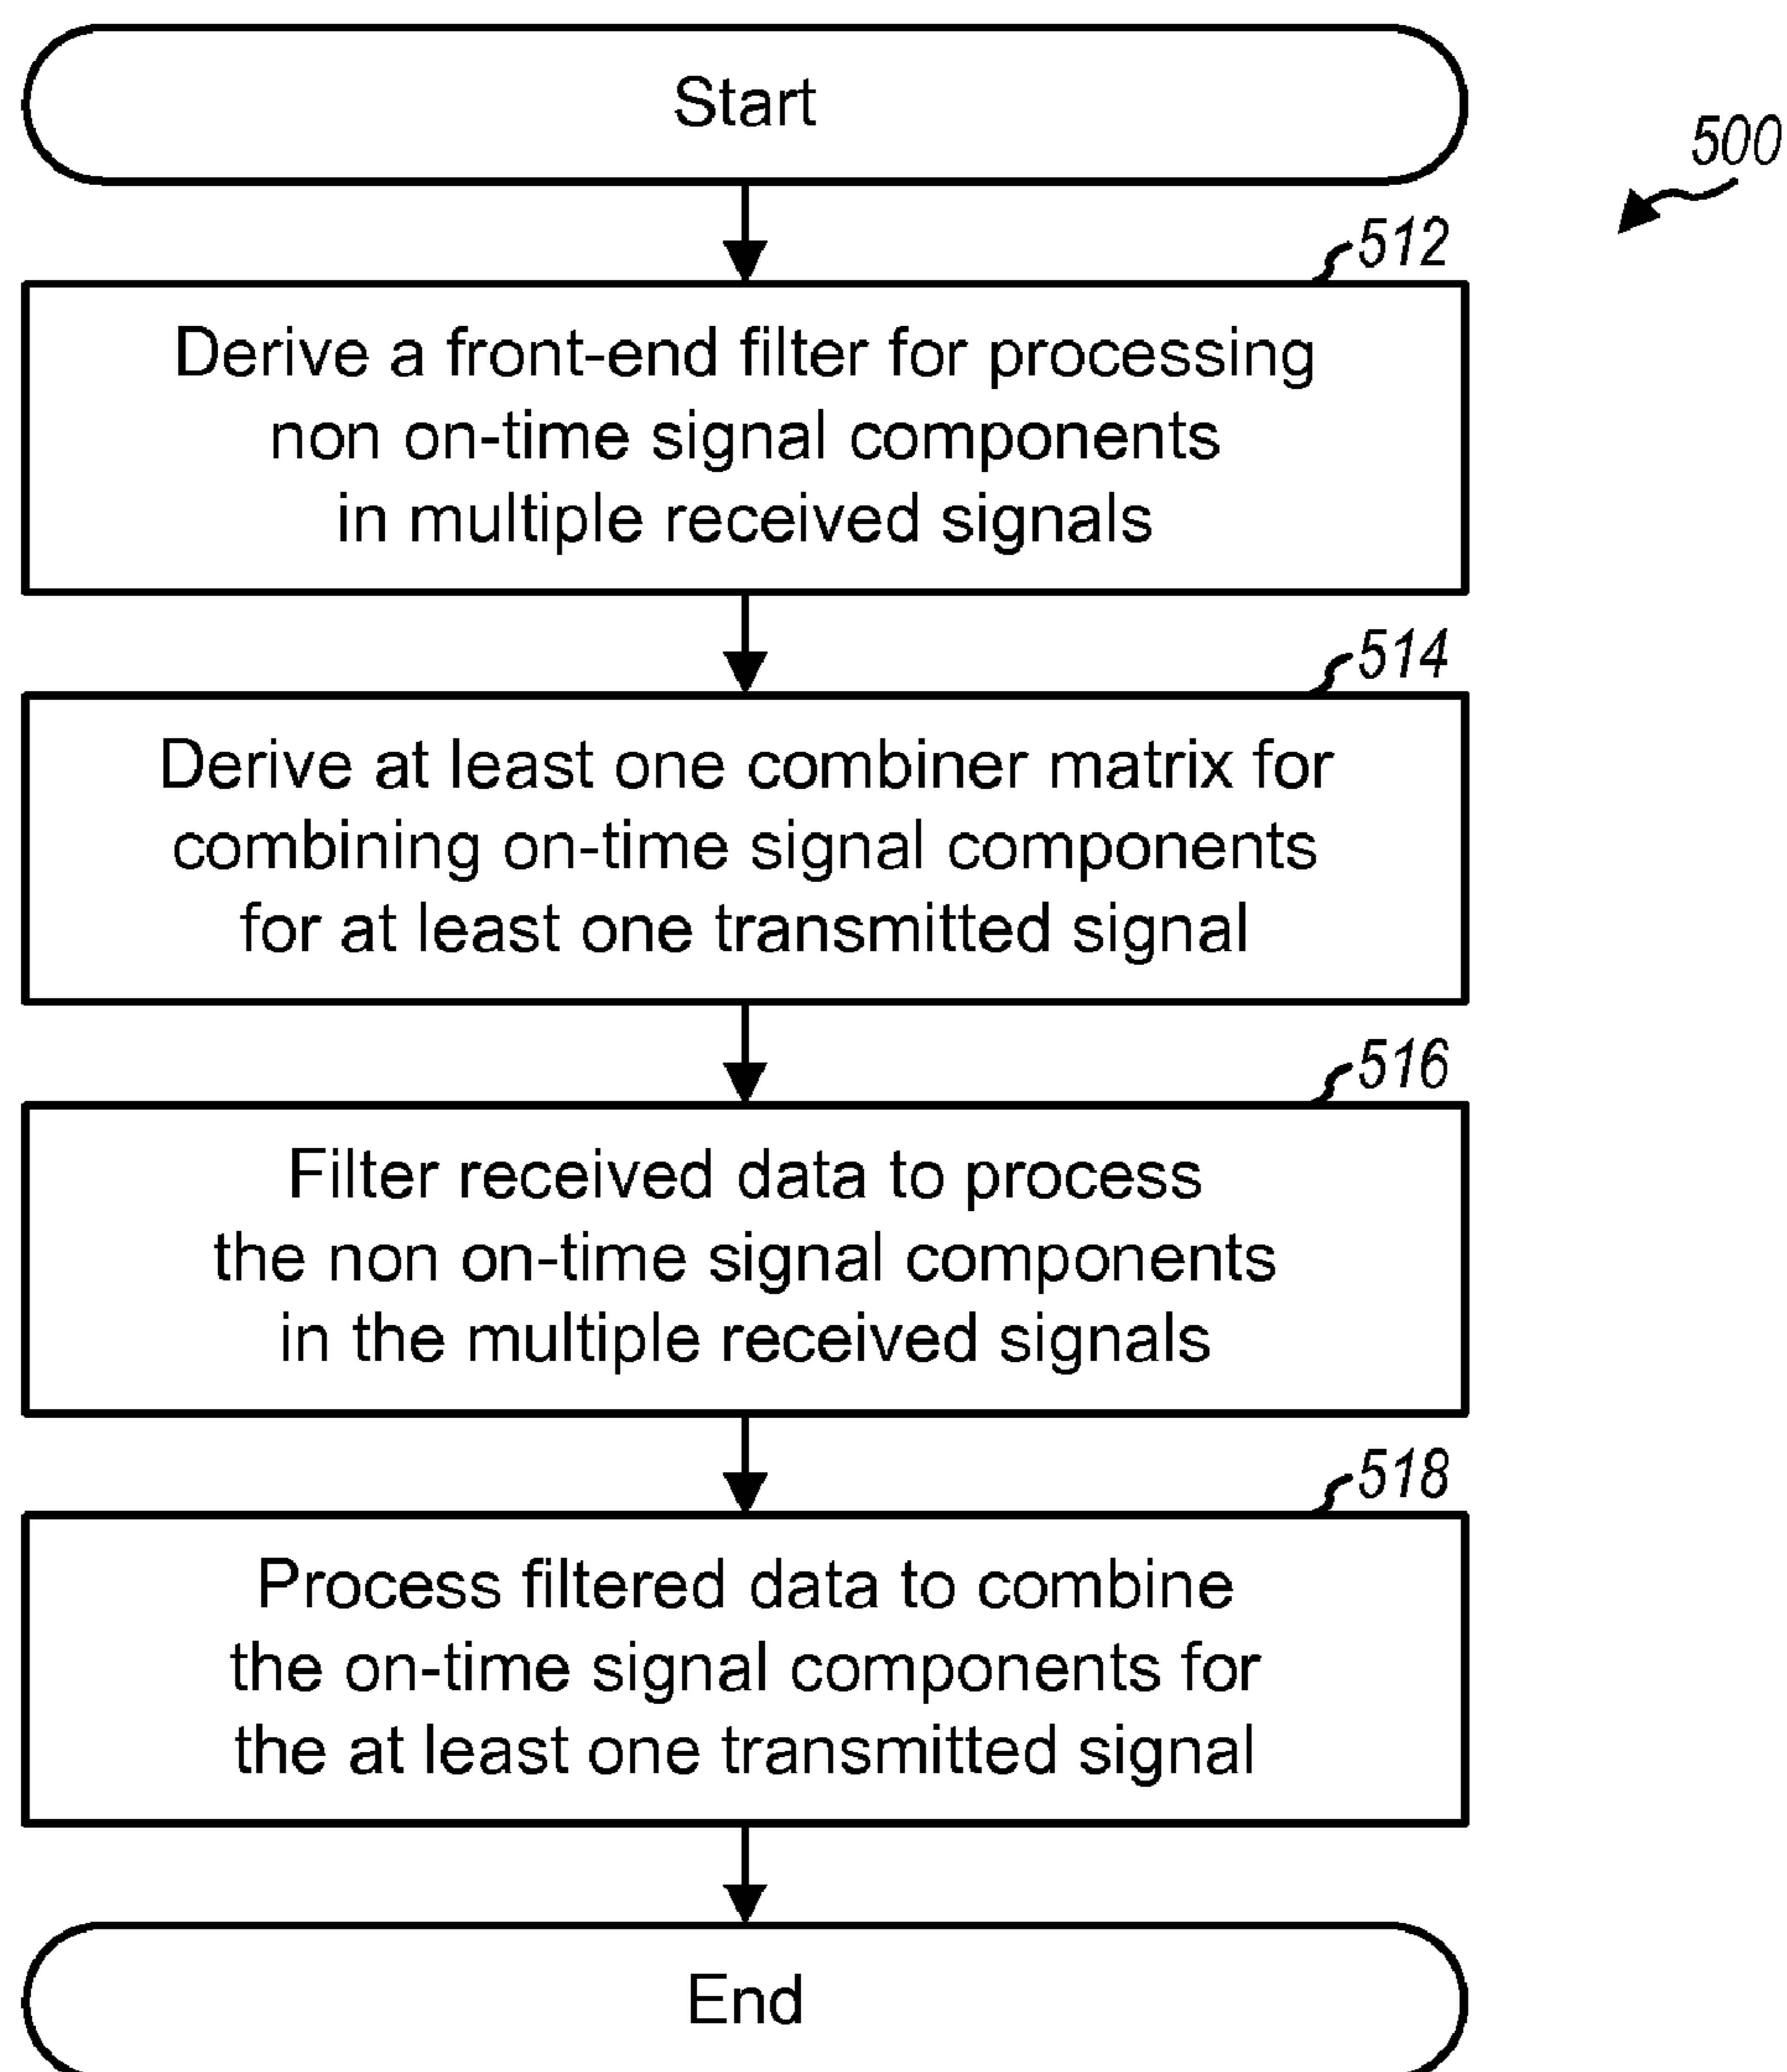 Start
500
512
Derive a front-end filter for processing
non on-time signal components
in multiple received signals
514
Derive at least one combiner matrix for
combining on-time signal components
for at least one transmitted signal
516
Filter received data to process
the non on-time signal components
in the multiple received signals
518
Process filtered data to combine
the on-time signal components for
the at least one transmitted signal
End